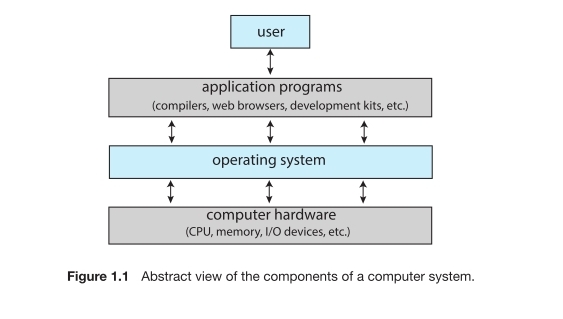 user
application programs
(compilers, web browsers, development kits, etc.)
operating system
computer hardware
(CPU, memory, I/O devices, etc.)
Figure 1.1 Abstract view of the components of a computer system.